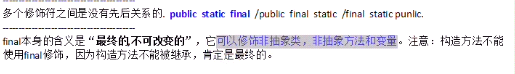 多个修饰符之间是没有先后关系的. public static final /public final static /final static punlic.
final本身的含义是“最终的,不可改变的”，它可以修饰非抽象类，非抽象方法和变量。注意：构造方法不能
使用final修饰，因为构造方法不能被继承，肯定是最终的。